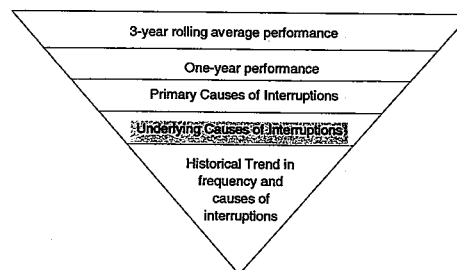 3-year rolling average performance
One-year performance
Primary Causes of Interruptions
Underlying Causes of Interruptions
Historical Trend in
frequency and
causes of
interruptions